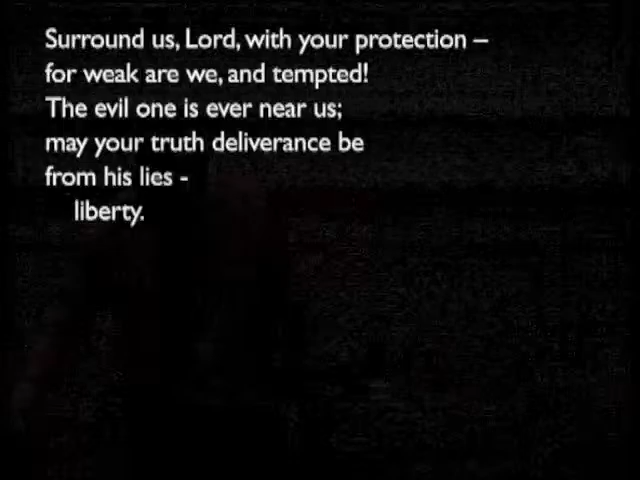 Surround us, Lord, with your protection –
for weak are we, and tempted!
The evil one is ever near us;
may your truth deliverance be
from his lies -
liberty.